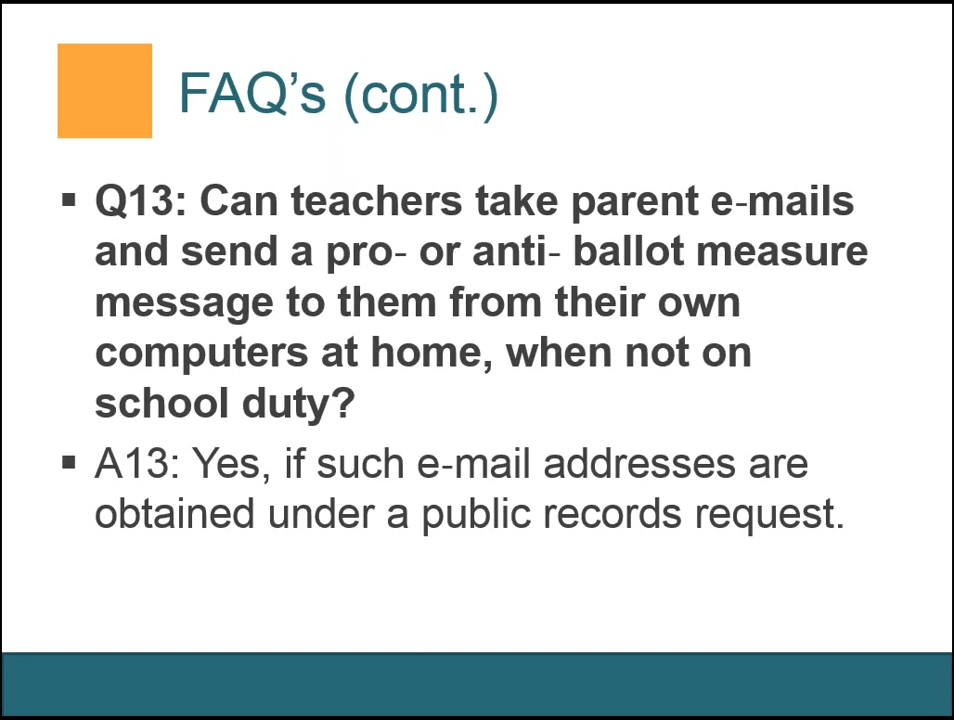 FAQ’s (cont.)
▪ Q13: Can teachers take parent e-mails
and send a pro- or anti- ballot measure
message to them from their own
computers at home, when not on
school duty?
▪ A13: Yes, if such e-mail addresses are
obtained under a public records request.